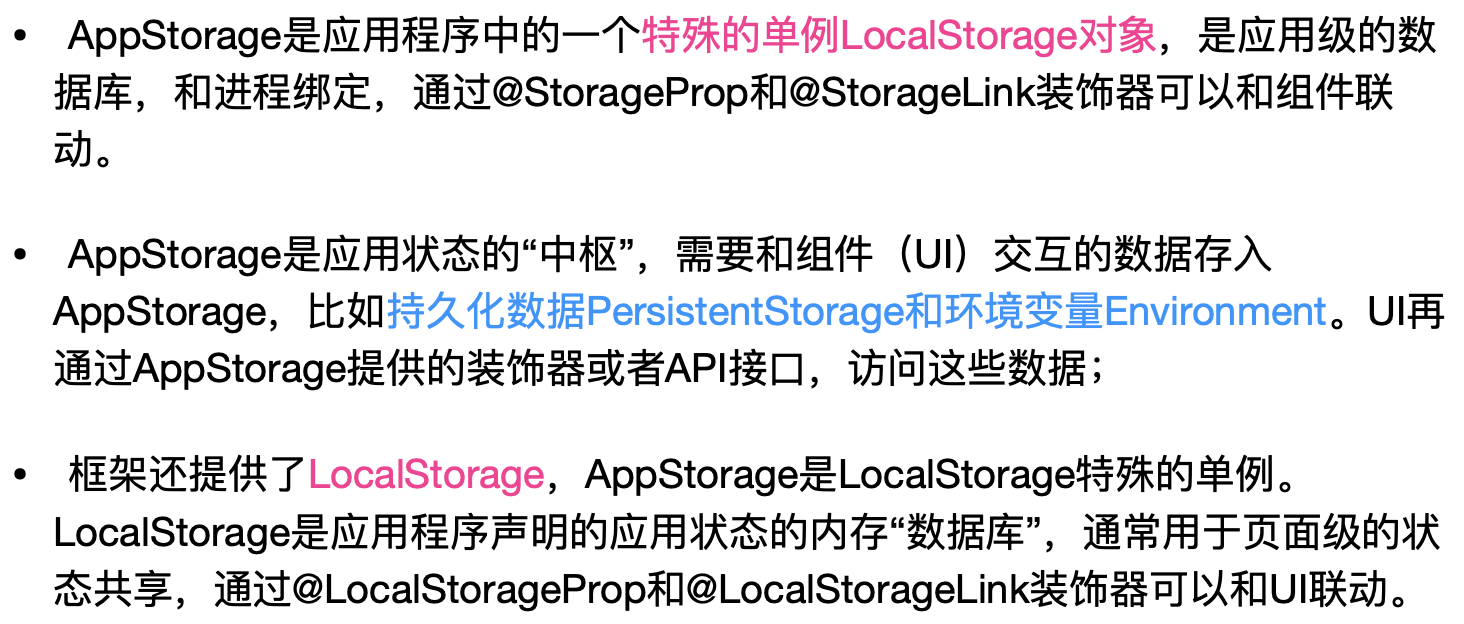 • AppStorage是应用程序中的一个特殊的单例LocalStorage对象，是应用级的数
据库，和进程绑定，通过@StorageProp和@StorageLink装饰器可以和组件联
动。
• AppStorage是应用状态的“中枢”，需要和组件（UI）交互的数据存入
AppStorage，比如持久化数据PersistentStorage和环境变量Environment。UI再
通过AppStorage提供的装饰器或者API接口，访问这些数据；
• 框架还提供了LocalStorage，AppStorage是LocalStorage特殊的单例。
LocalStorage是应用程序声明的应用状态的内存“数据库”，通常用于页面级的状
态共享，通过@LocalStorageProp和@LocalStorageLink装饰器可以和UI联动。